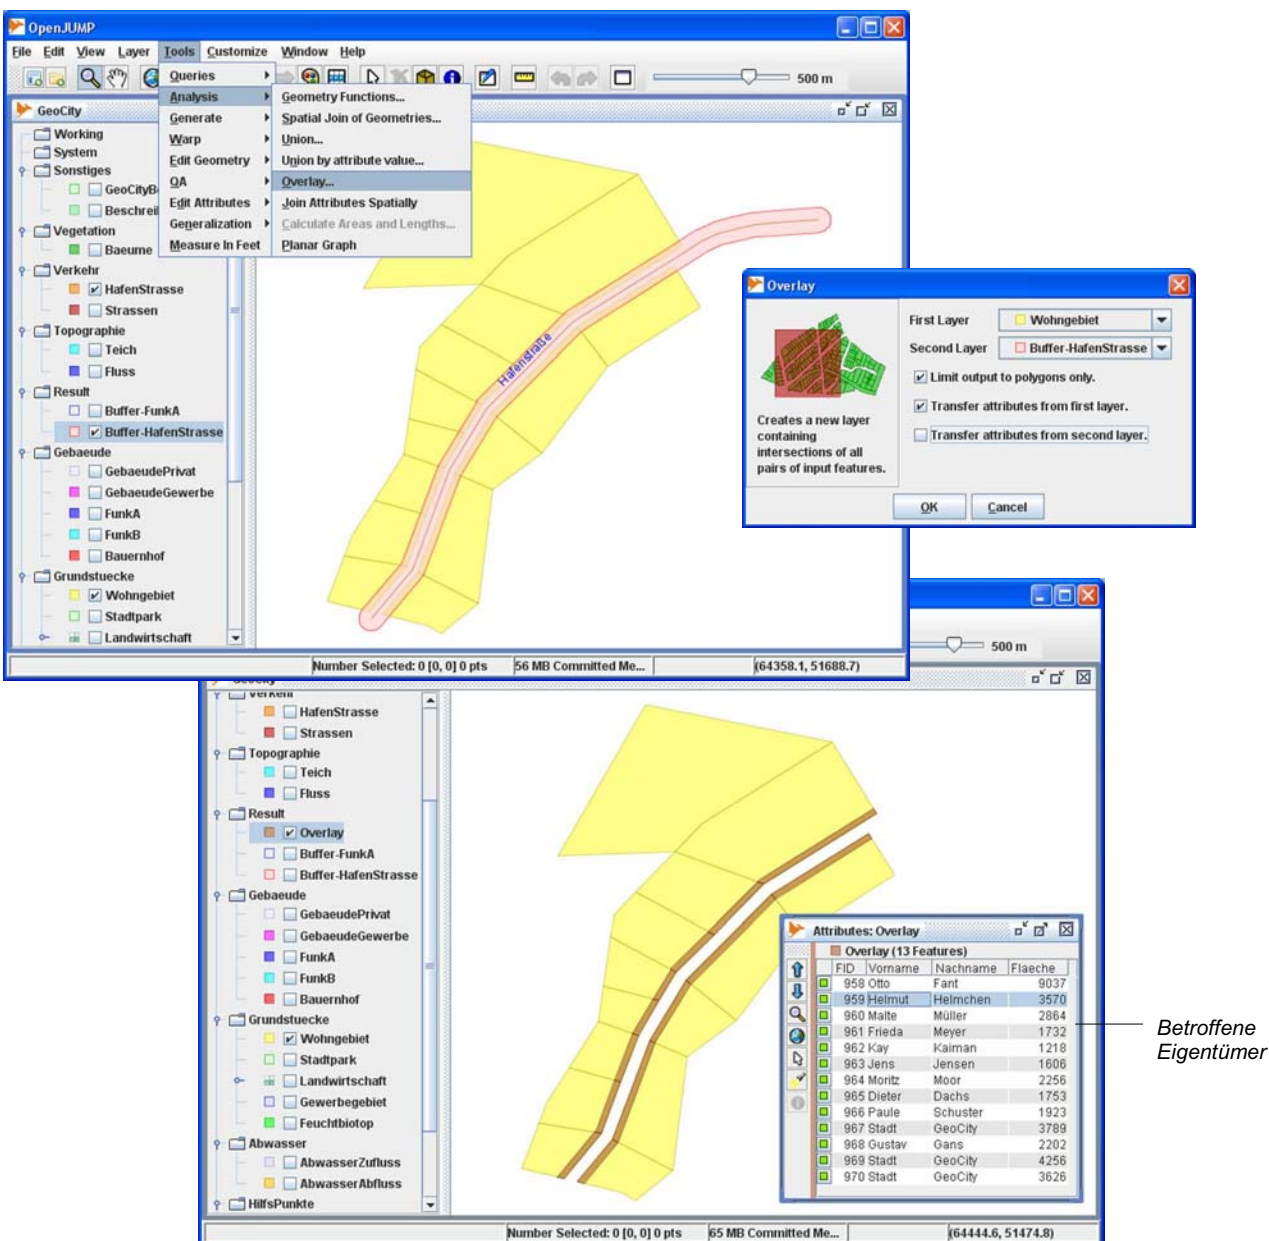 OpenJUMP
File Edit View Layer Tools Customize Window Help
500 m
Queries
Analysis
Generate
Warp
Edit Geometry
QA
Edit Attributes
Generalization
Measure In Feet
Geometry Functions...
Spatial Join of Geometries...
Union...
Union by attribute value...
Overlay...
Join Attributes Spatially
Calculate Areas and Lengths...
Planar Graph
GeoCity
Working
System
Sonstiges
GeoCityB
Beschrei
Vegetation
Baeume
Verkehr
HafenStrasse
Strassen
Topographie
Teich
Fluss
Result
Buffer-FunkA
Buffer-HafenStrasse
Gebaeude
GebaeudePrivat
GebaeudeGewerbe
FunkA
FunkB
Bauernhof
Grundstuecke
Wohngebiet
Stadtpark
Landwirtschaft
Hafenstraße
Number Selected: 0 [0, 0] 0 pts
56 MB Committed Me...
(64358.1, 51688.7)
Overlay
First Layer
Wohngebiet
Second Layer
Buffer-HafenStrasse
Limit output to polygons only.
Transfer attributes from first layer.
Transfer attributes from second layer.
Creates a new layer
containing
intersections of all
pairs of input features.
OK
Cancel
500 m
GeoCity
Verkehr
HafenStrasse
Strassen
Topographie
Teich
Fluss
Result
Overlay
Buffer-FunkA
Buffer-HafenStrasse
Gebaeude
GebaeudePrivat
GebaeudeGewerbe
FunkA
FunkB
Bauernhof
Grundstuecke
Wohngebiet
Stadtpark
Landwirtschaft
Gewerbegebiet
Feuchtbiotop
Abwasser
AbwasserZufluss
AbwasserAbfluss
HilfsPunkte
Attributes: Overlay
Overlay (13 Features)
FID Vorname Nachname Flaeche
958 Otto Fant 9037
959 Helmut Helmchen 3570
960 Malte Müller 2864
961 Frieda Meyer 1732
962 Kay Kaiman 1218
963 Jens Jensen 1606
964 Moritz Moor 2256
965 Dieter Dachs 1753
966 Paule Schuster 1923
967 Stadt GeoCity 3789
968 Gustav Gans 2202
969 Stadt GeoCity 4256
970 Stadt GeoCity 3626
Betroffene
Eigentümer
Number Selected: 0 [0, 0] 0 pts
65 MB Committed Me...
(64444.6, 51474.8)